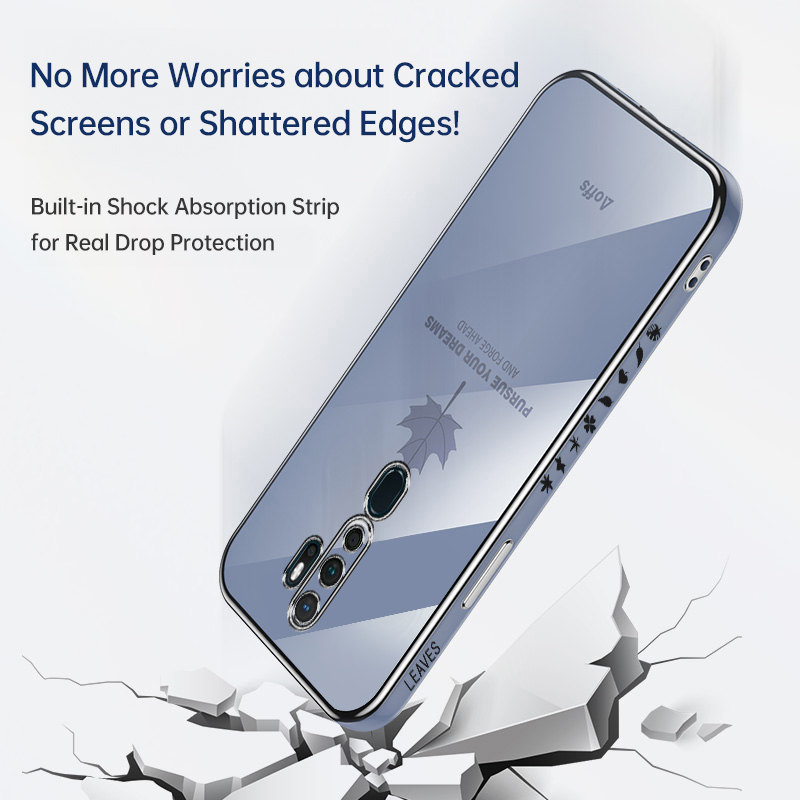 No More Worries about Cracked
Screens or Shattered Edges!
Built-in Shock Absorption Strip
for Real Drop Protection
Δoffs
PURSUE YOUR DREAMS
AND FORGE AHEAD
LEAVES